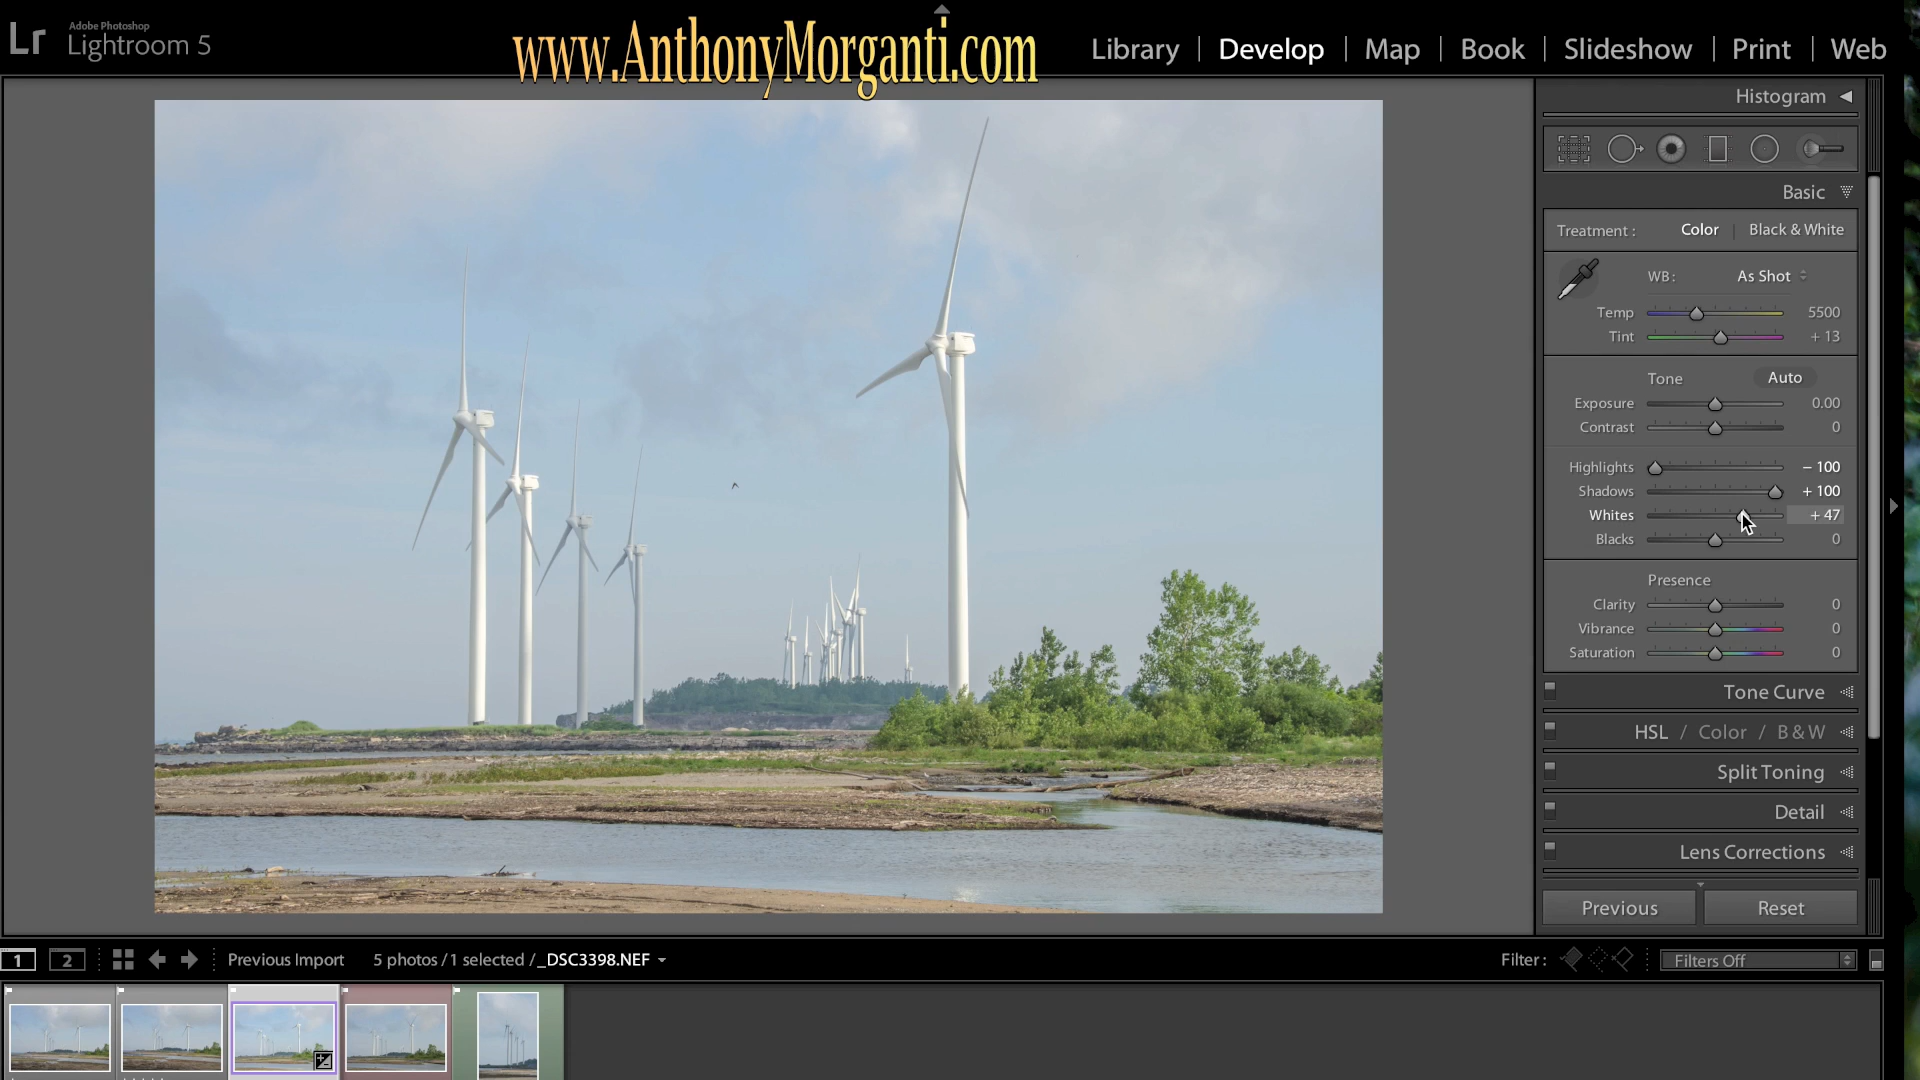 Lr Adobe Photoshop Lightroom 5
www.AnthonyMorganti.com
Library | Develop | Map | Book | Slideshow | Print | Web
Histogram
Basic
Treatment : Color | Black & White
WB : As Shot
Temp 5500
Tint + 13
Tone Auto
Exposure 0.00
Contrast 0
Highlights − 100
Shadows + 100
Whites + 47
Blacks 0
Presence
Clarity 0
Vibrance 0
Saturation 0
Tone Curve
HSL / Color / B & W
Split Toning
Detail
Lens Corrections
Previous Reset
1 2 Previous Import 5 photos / 1 selected / _DSC3398.NEF Filter : Filters Off